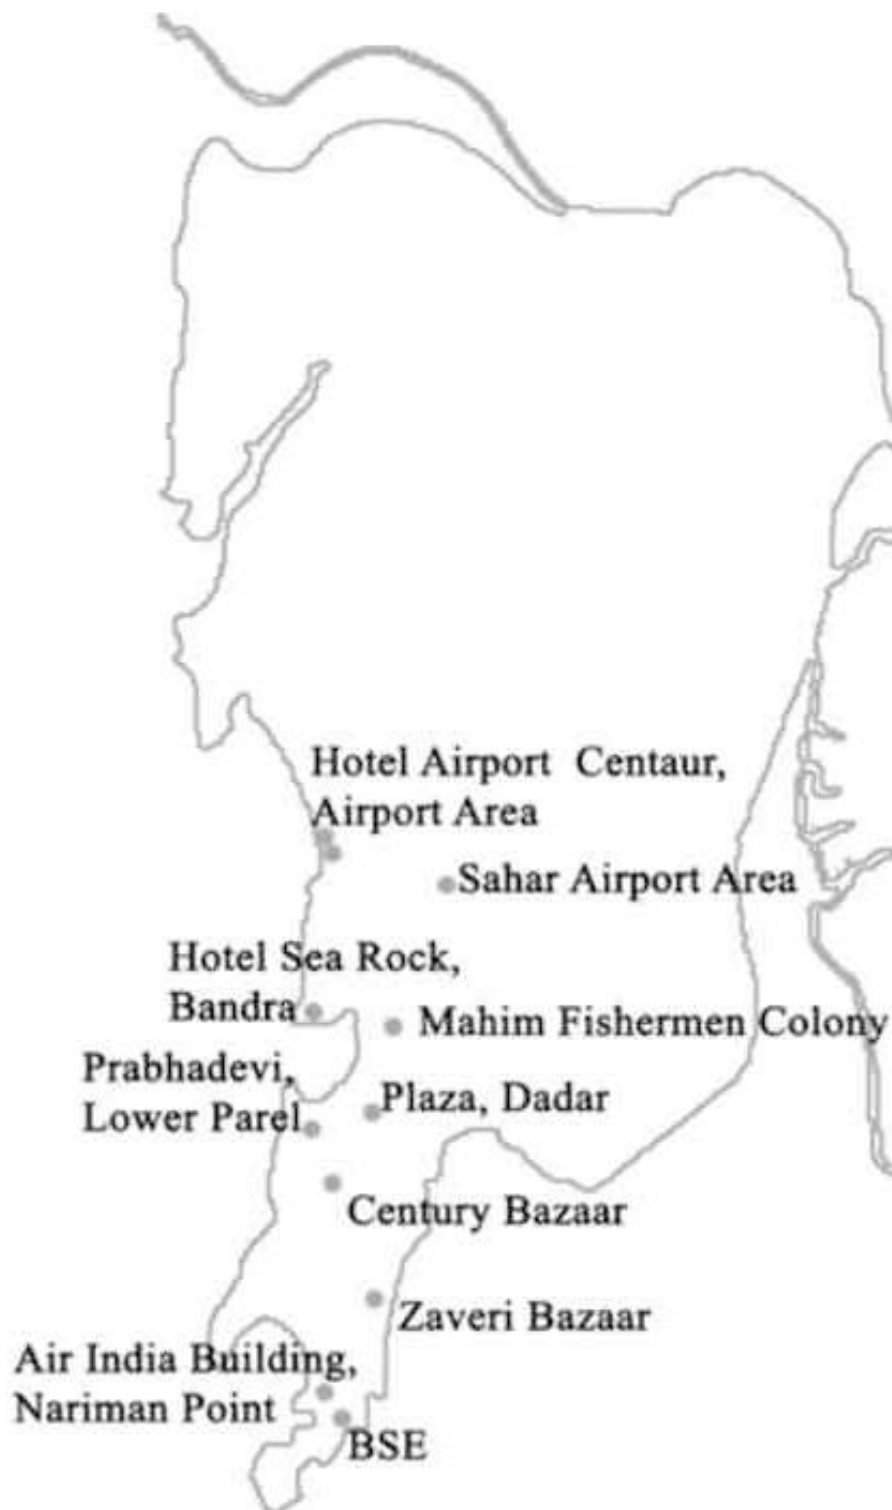 Hotel Airport Centaur,
Airport Area
Sahar Airport Area
Hotel Sea Rock,
Bandra
Mahim Fishermen Colony
Prabhadevi,
Lower Parel
Plaza, Dadar
Century Bazaar
Zaveri Bazaar
Air India Building,
Nariman Point
BSE